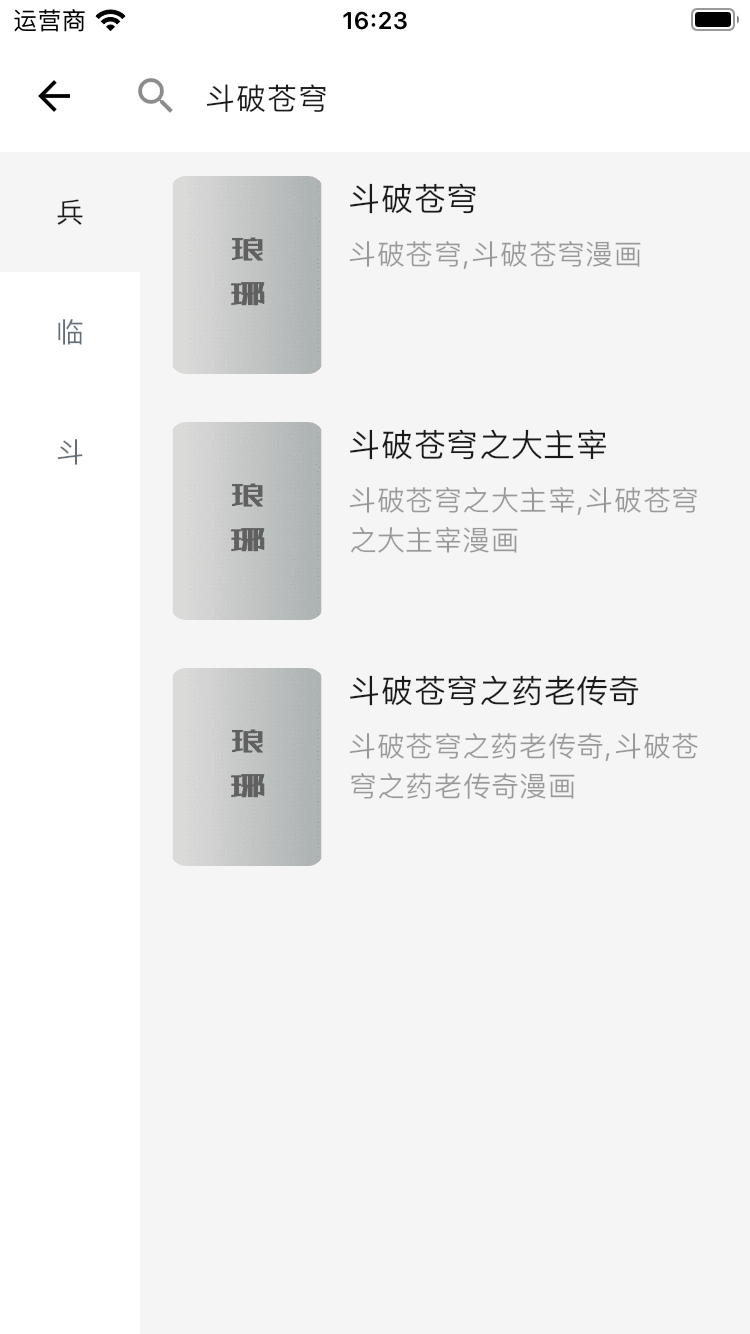 运营商 16:23
斗破苍穹
兵
临
斗
琅
琊
斗破苍穹
斗破苍穹,斗破苍穹漫画
琅
琊
斗破苍穹之大主宰
斗破苍穹之大主宰,斗破苍穹
之大主宰漫画
琅
琊
斗破苍穹之药老传奇
斗破苍穹之药老传奇,斗破苍
穹之药老传奇漫画